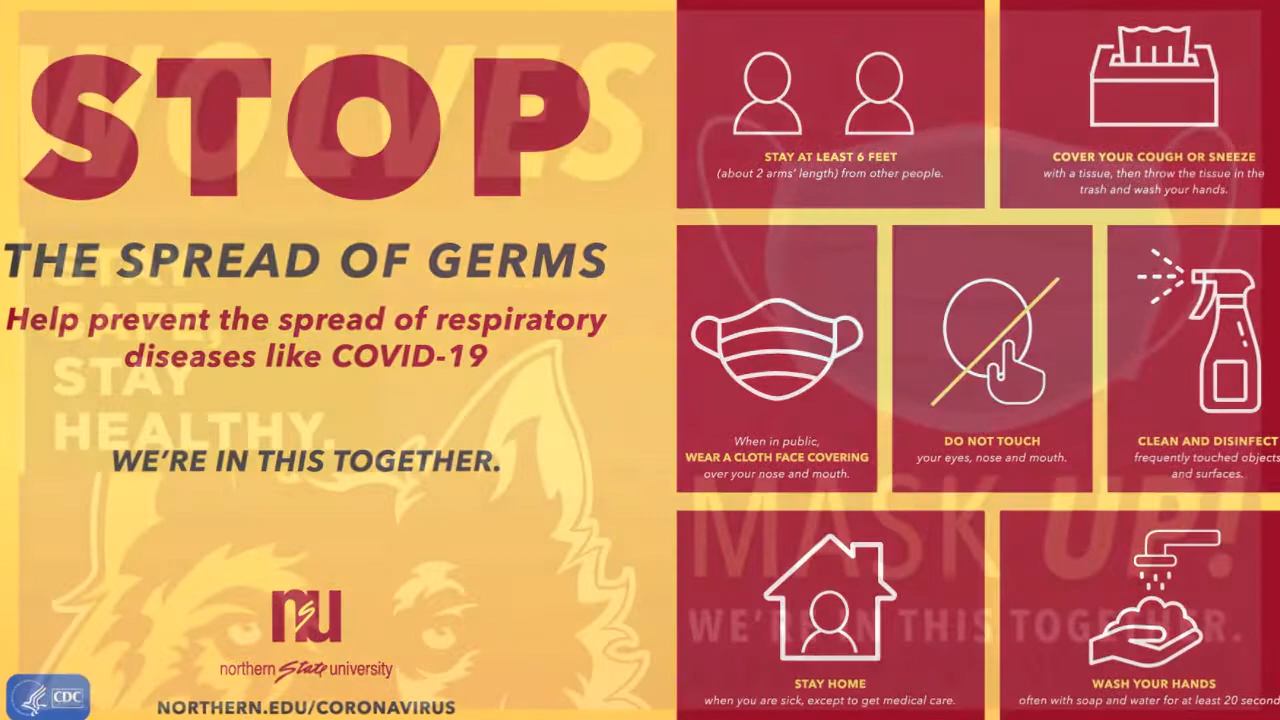 STOP
THE SPREAD OF GERMS
Help prevent the spread of respiratory
diseases like COVID-19
WE'RE IN THIS TOGETHER.
nsu
northern State university
CDC
NORTHERN.EDU/CORONAVIRUS
WOLVES
STAY
SAFE,
STAY
HEALTHY.
STAY AT LEAST 6 FEET
(about 2 arms' length) from other people.
COVER YOUR COUGH OR SNEEZE
with a tissue, then throw the tissue in the
trash and wash your hands.
When in public,
WEAR A CLOTH FACE COVERING
over your nose and mouth.
DO NOT TOUCH
your eyes, nose and mouth.
CLEAN AND DISINFECT
frequently touched objects
and surfaces.
MASK UP!
WE'RE IN THIS TOGETHER.
STAY HOME
when you are sick, except to get medical care.
WASH YOUR HANDS
often with soap and water for at least 20 second